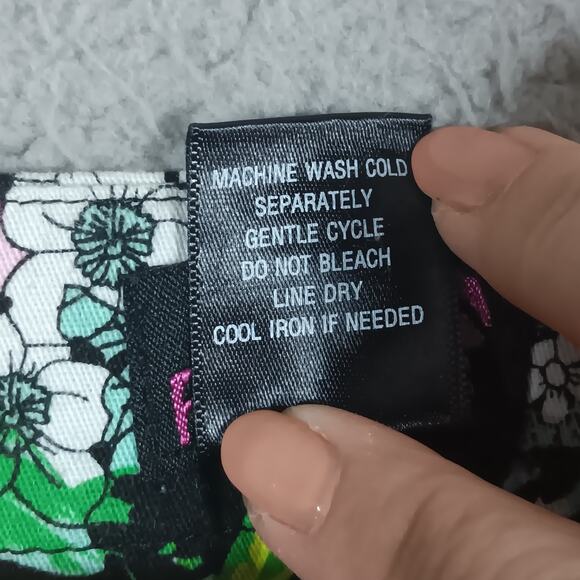 MACHINE WASH COLD
SEPARATELY
GENTLE CYCLE
DO NOT BLEACH
LINE DRY
COOL IRON IF NEEDED